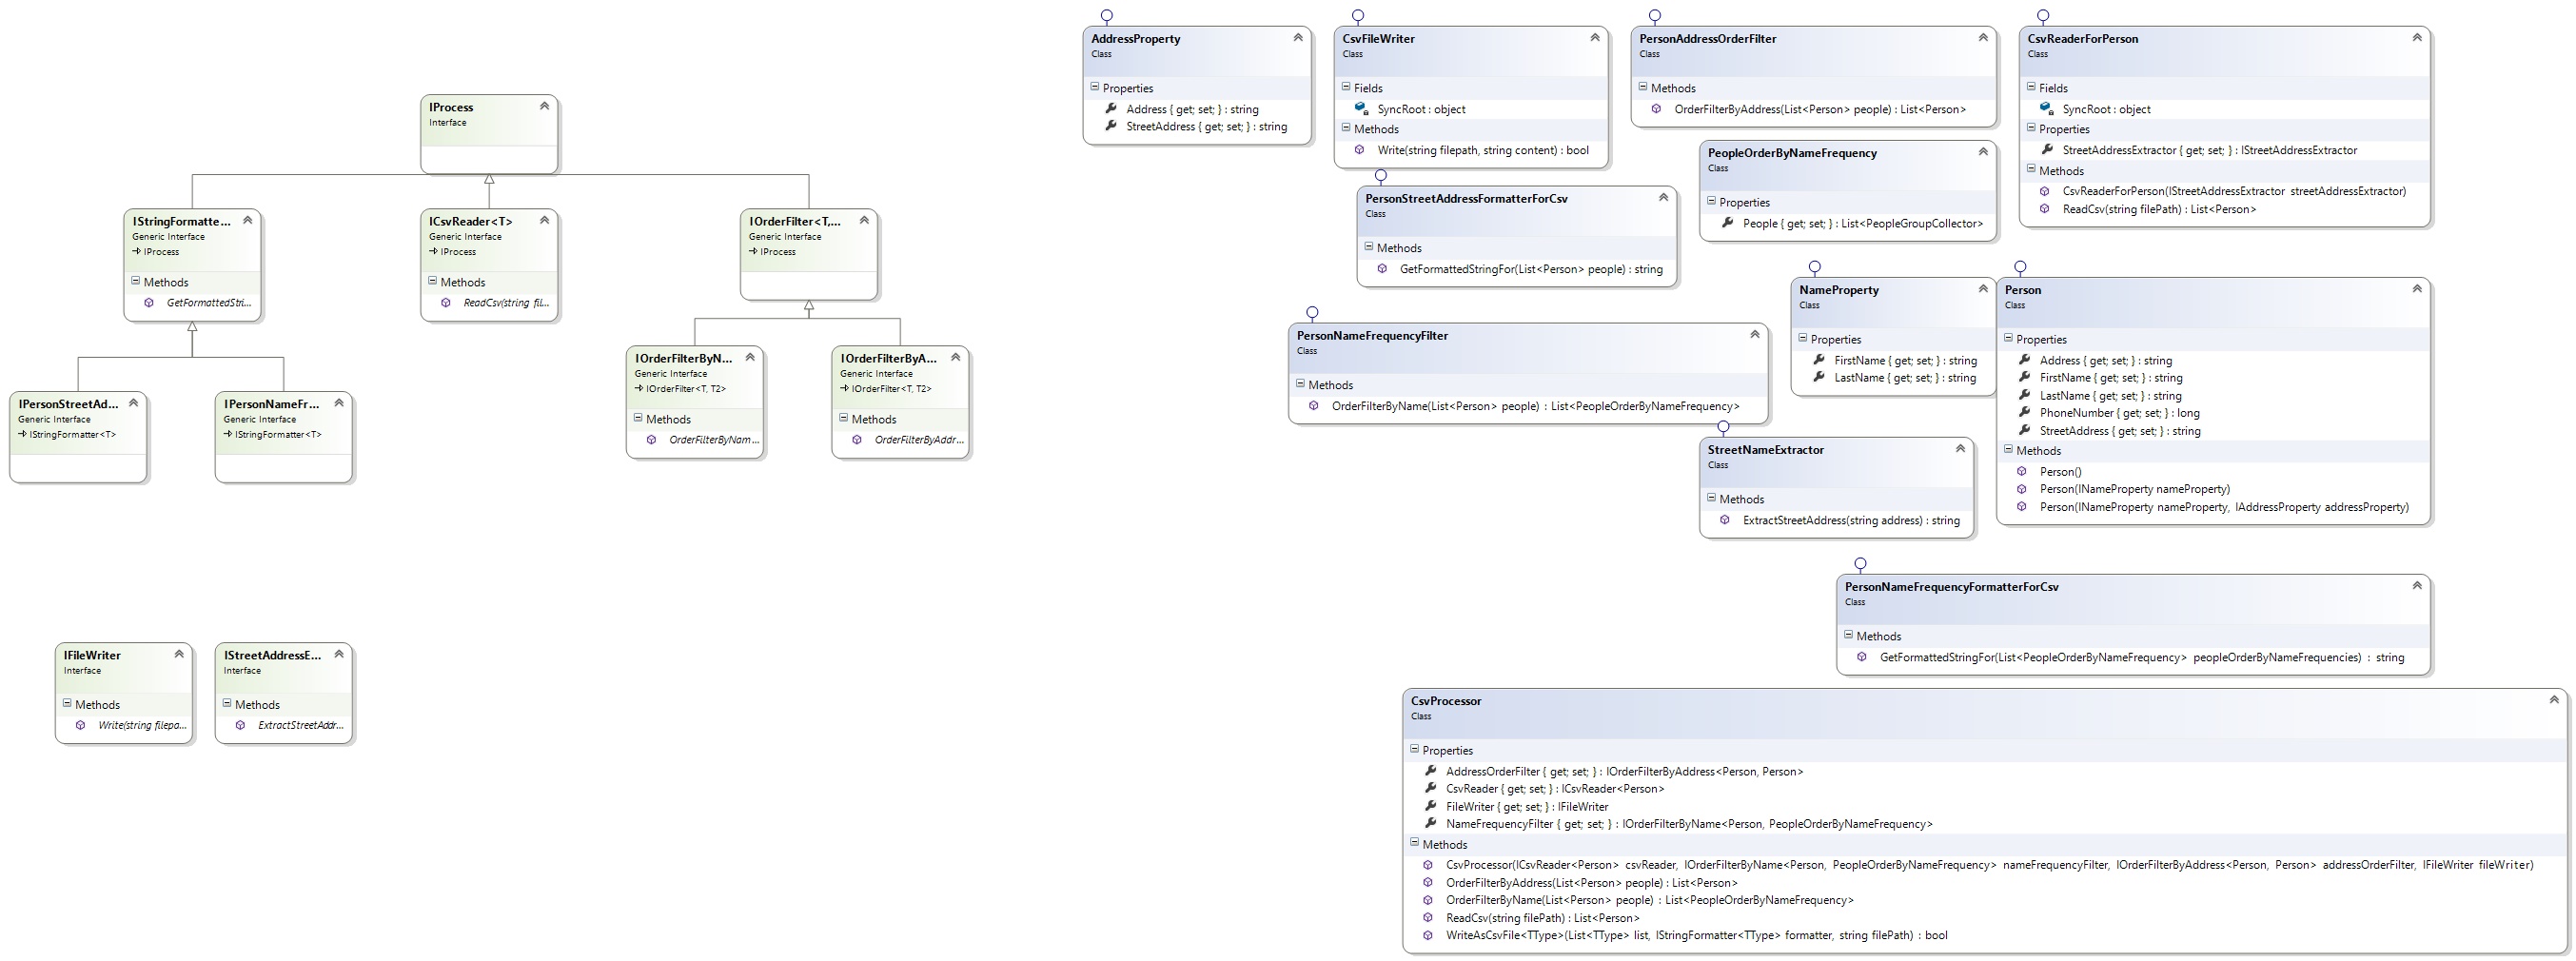 IProcess
Interface
IStringFormatte...
Generic Interface
IProcess
Methods
GetFormattedStri...
ICsvReader<T>
Generic Interface
IProcess
Methods
ReadCsv(string fil...
IOrderFilter<T,...
Generic Interface
IProcess
IPersonStreetAd...
Generic Interface
IStringFormatter<T>
IPersonNameFr...
Generic Interface
IStringFormatter<T>
IOrderFilterByN...
Generic Interface
IOrderFilter<T, T2>
Methods
OrderFilterByNam...
IOrderFilterByA...
Generic Interface
IOrderFilter<T, T2>
Methods
OrderFilterByAddr...
IFileWriter
Interface
Methods
Write(string filepa...
IStreetAddressE...
Interface
Methods
ExtractStreetAddr...
AddressProperty
Class
Properties
Address { get; set; } : string
StreetAddress { get; set; } : string
CsvFileWriter
Class
Fields
SyncRoot : object
Methods
Write(string filepath, string content) : bool
PersonAddressOrderFilter
Class
Methods
OrderFilterByAddress(List<Person> people) : List<Person>
CsvReaderForPerson
Class
Fields
SyncRoot : object
Properties
StreetAddressExtractor { get; set; } : IStreetAddressExtractor
Methods
CsvReaderForPerson(IStreetAddressExtractor streetAddressExtractor)
ReadCsv(string filePath) : List<Person>
PeopleOrderByNameFrequency
Class
Properties
People { get; set; } : List<PeopleGroupCollector>
PersonStreetAddressFormatterForCsv
Class
Methods
GetFormattedStringFor(List<Person> people) : string
NameProperty
Class
Properties
FirstName { get; set; } : string
LastName { get; set; } : string
Person
Class
Properties
Address { get; set; } : string
FirstName { get; set; } : string
LastName { get; set; } : string
PhoneNumber { get; set; } : long
StreetAddress { get; set; } : string
Methods
Person()
Person(INameProperty nameProperty)
Person(INameProperty nameProperty, IAddressProperty addressProperty)
PersonNameFrequencyFilter
Class
Methods
OrderFilterByName(List<Person> people) : List<PeopleOrderByNameFrequency>
StreetNameExtractor
Class
Methods
ExtractStreetAddress(string address) : string
PersonNameFrequencyFormatterForCsv
Class
Methods
GetFormattedStringFor(List<PeopleOrderByNameFrequency> peopleOrderByNameFrequencies) : string
CsvProcessor
Class
Properties
AddressOrderFilter { get; set; } : IOrderFilterByAddress<Person, Person>
CsvReader { get; set; } : ICsvReader<Person>
FileWriter { get; set; } : IFileWriter
NameFrequencyFilter { get; set; } : IOrderFilterByName<Person, PeopleOrderByNameFrequency>
Methods
CsvProcessor(ICsvReader<Person> csvReader, IOrderFilterByName<Person, PeopleOrderByNameFrequency> nameFrequencyFilter, IOrderFilterByAddress<Person, Person> addressOrderFilter, IFileWriter fileWriter)
OrderFilterByAddress(List<Person> people) : List<Person>
OrderFilterByName(List<Person> people) : List<PeopleOrderByNameFrequency>
ReadCsv(string filePath) : List<Person>
WriteAsCsvFile<TType>(List<TType> list, IStringFormatter<TType> formatter, string filePath) : bool